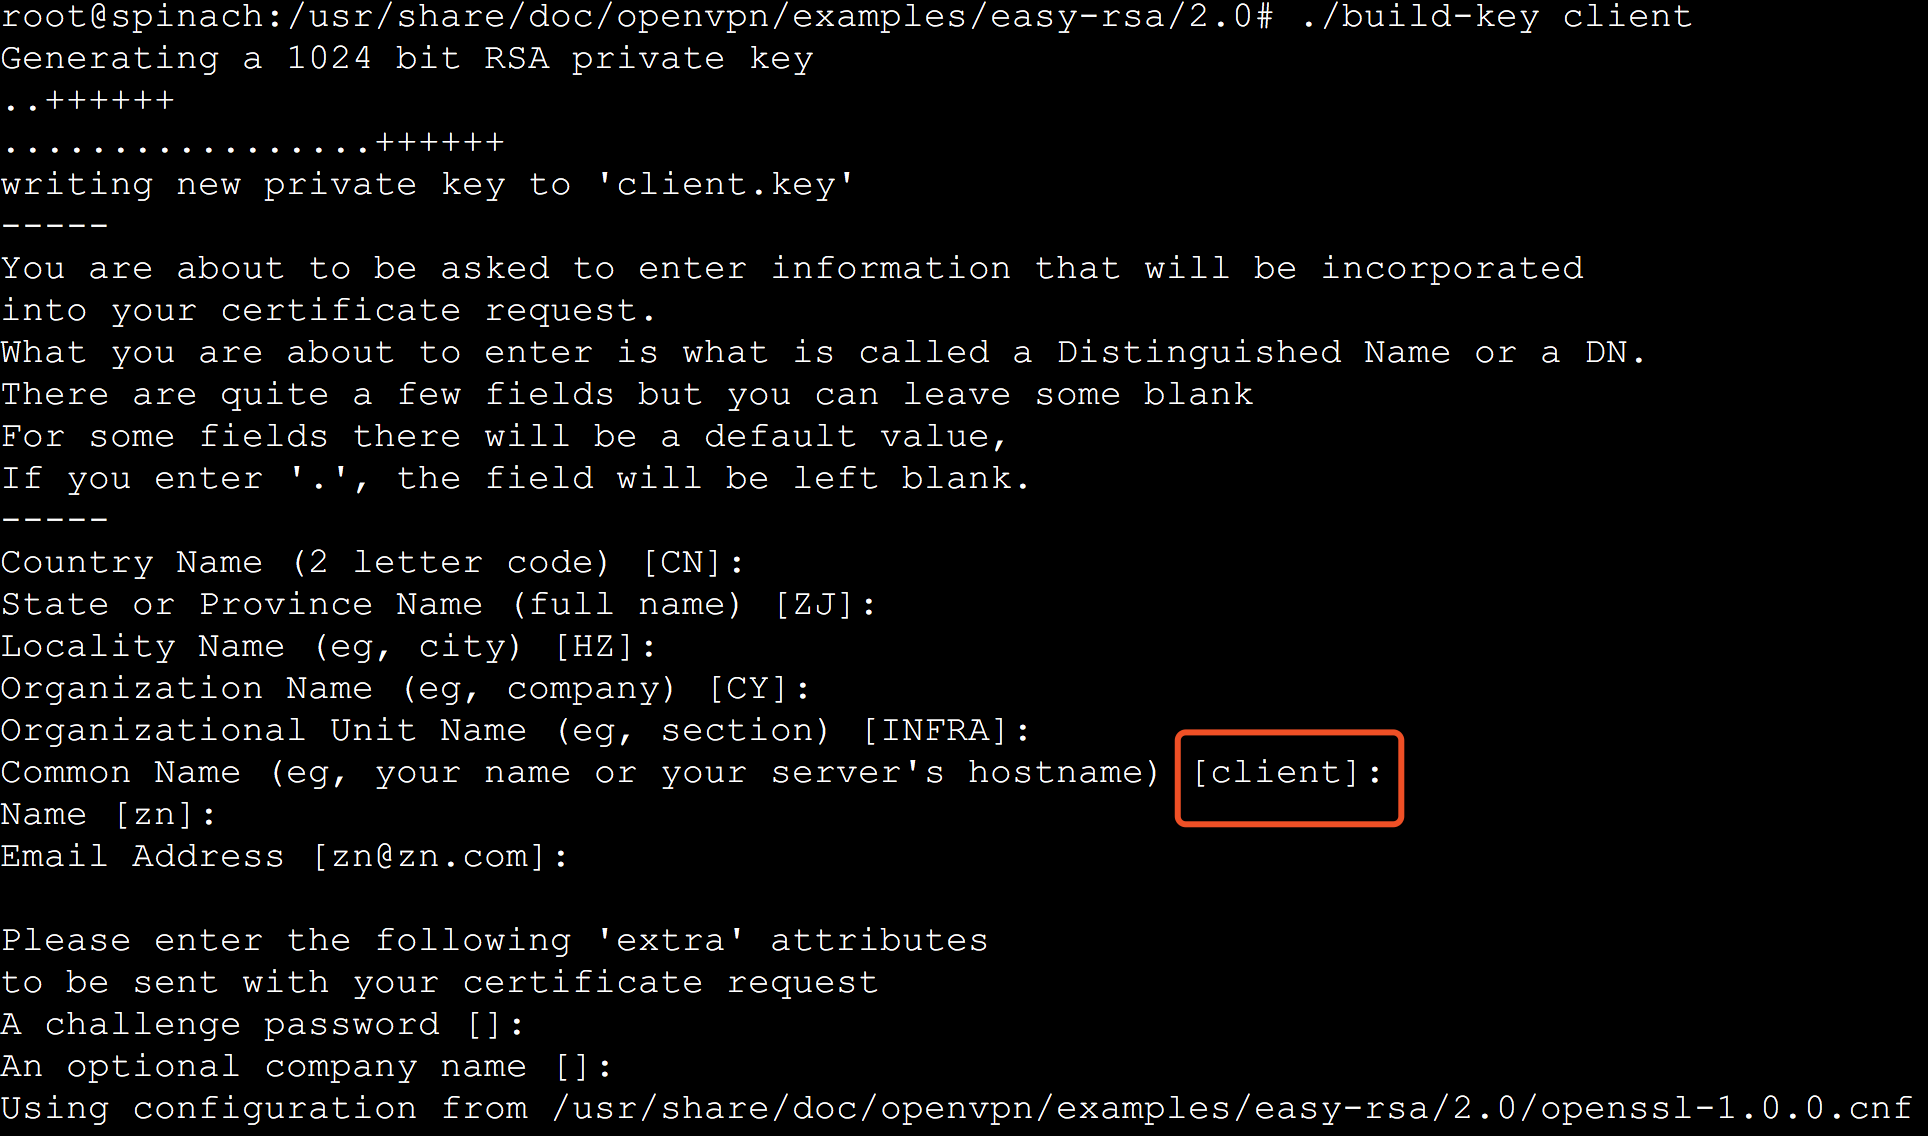 root@spinach:/usr/share/doc/openvpn/examples/easy-rsa/2.0# ./build-key client
Generating a 1024 bit RSA private key
..++++++
.................++++++
writing new private key to 'client.key'
-----
You are about to be asked to enter information that will be incorporated
into your certificate request.
What you are about to enter is what is called a Distinguished Name or a DN.
There are quite a few fields but you can leave some blank
For some fields there will be a default value,
If you enter '.', the field will be left blank.
-----
Country Name (2 letter code) [CN]:
State or Province Name (full name) [ZJ]:
Locality Name (eg, city) [HZ]:
Organization Name (eg, company) [CY]:
Organizational Unit Name (eg, section) [INFRA]:
Common Name (eg, your name or your server's hostname) [client]:
Name [zn]:
Email Address [zn@zn.com]:

Please enter the following 'extra' attributes
to be sent with your certificate request
A challenge password []:
An optional company name []:
Using configuration from /usr/share/doc/openvpn/examples/easy-rsa/2.0/openssl-1.0.0.cnf